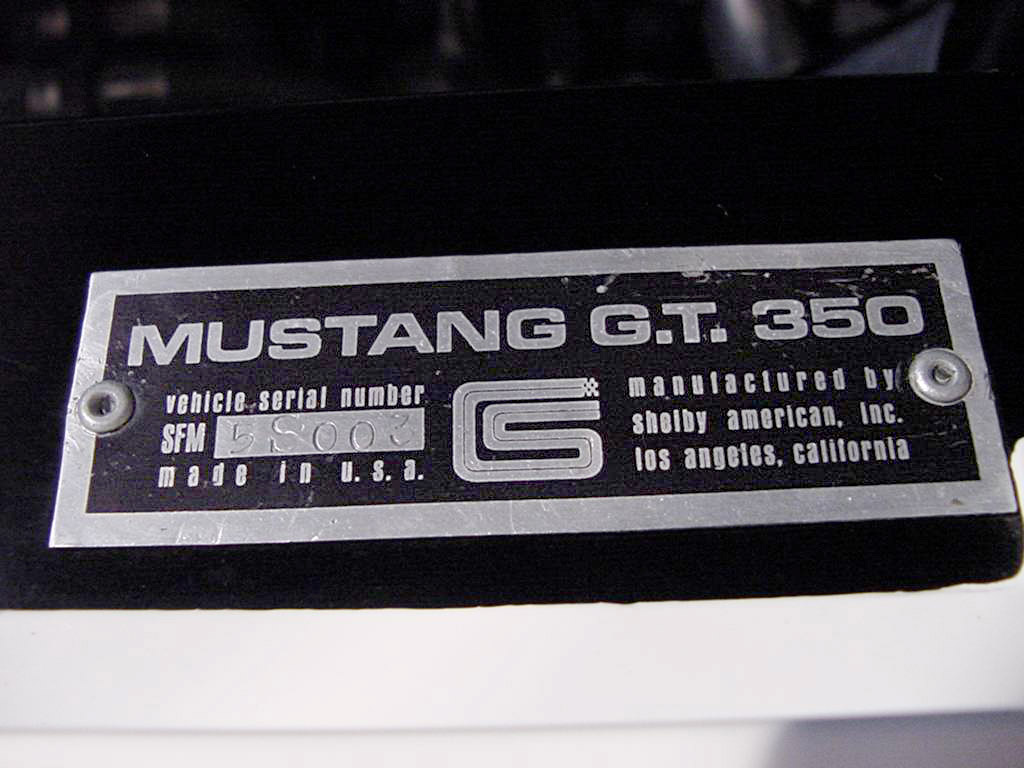 MUSTANG G.T. 350
vehicle serial number
SFM 5S003
made in u.s.a.
manufactured by
shelby american, inc.
los angeles, california